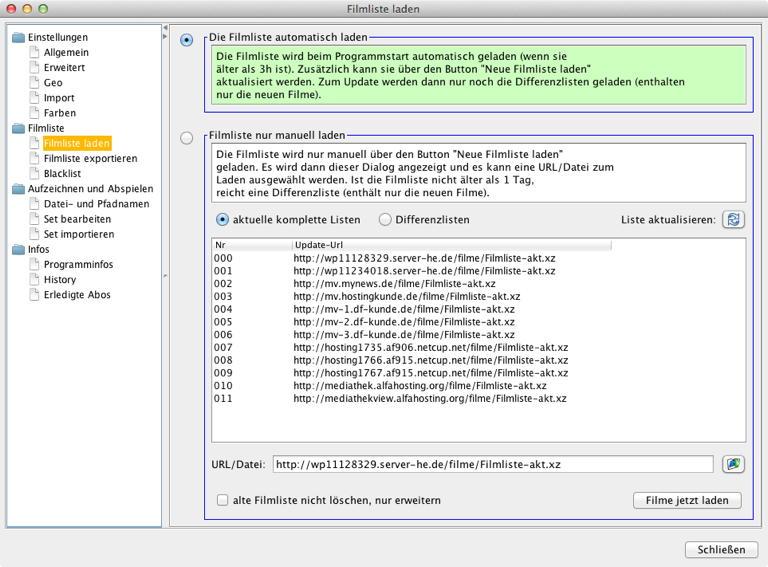 Filmliste laden
Einstellungen
Allgemein
Erweitert
Geo
Import
Farben
Filmliste
Filmliste laden
Filmliste exportieren
Blacklist
Aufzeichnen und Abspielen
Datei- und Pfadnamen
Set bearbeiten
Set importieren
Infos
Programminfos
History
Erledigte Abos
Die Filmliste automatisch laden
Die Filmliste wird beim Programmstart automatisch geladen (wenn sie
älter als 3h ist). Zusätzlich kann sie über den Button "Neue Filmliste laden"
aktualisiert werden. Zum Update werden dann nur noch die Differenzlisten geladen (enthalten
nur die neuen Filme).
Filmliste nur manuell laden
Die Filmliste wird nur manuell über den Button "Neue Filmliste laden"
geladen. Es wird dann dieser Dialog angezeigt und es kann eine URL/Datei zum
Laden ausgewählt werden. Ist die Filmliste nicht älter als 1 Tag,
reicht eine Differenzliste (enthält nur die neuen Filme).
aktuelle komplette Listen Differenzlisten Liste aktualisieren:
Nr Update-Url
000 http://wp11128329.server-he.de/filme/Filmliste-akt.xz
001 http://wp11234018.server-he.de/filme/Filmliste-akt.xz
002 http://mv.mynews.de/filme/Filmliste-akt.xz
003 http://mv.hostingkunde.de/filme/Filmliste-akt.xz
004 http://mv-1.df-kunde.de/filme/Filmliste-akt.xz
005 http://mv-2.df-kunde.de/filme/Filmliste-akt.xz
006 http://mv-3.df-kunde.de/filme/Filmliste-akt.xz
007 http://hosting1735.af906.netcup.net/filme/Filmliste-akt.xz
008 http://hosting1766.af915.netcup.net/filme/Filmliste-akt.xz
009 http://hosting1767.af915.netcup.net/filme/Filmliste-akt.xz
010 http://mediathek.alfahosting.org/filme/Filmliste-akt.xz
011 http://mediathekview.alfahosting.org/filme/Filmliste-akt.xz
URL/Datei: http://wp11128329.server-he.de/filme/Filmliste-akt.xz
alte Filmliste nicht löschen, nur erweitern Filme jetzt laden
Schließen